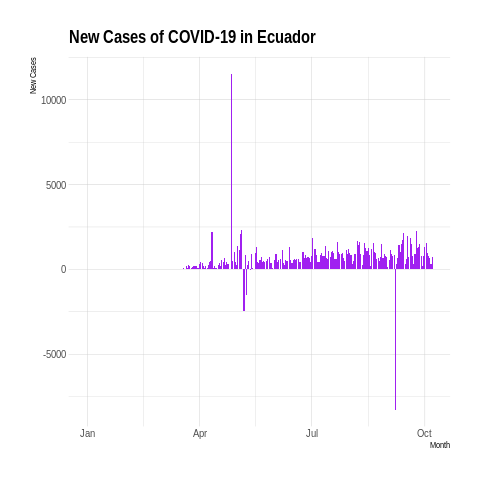 New Cases of COVID-19 in Ecuador
New Cases
10000
5000
0
-5000
Jan Apr Jul Oct
Month